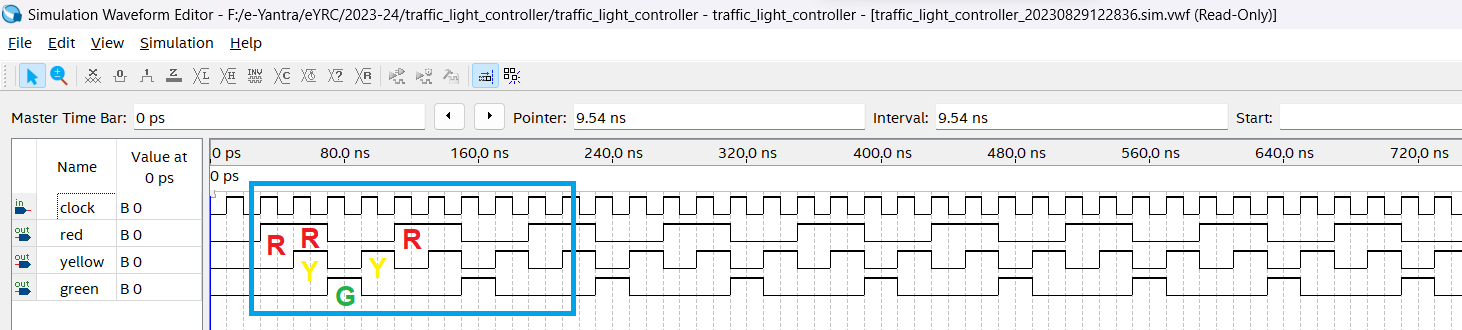 Simulation Waveform Editor - F:/e-Yantra/eYRC/2023-24/traffic_light_controller/traffic_light_controller - traffic_light_controller - [traffic_light_controller_20230829122836.sim.vwf (Read-Only)]
File Edit View Simulation Help
Master Time Bar: 0 ps Pointer: 9.54 ns Interval: 9.54 ns Start:
Name Value at 0 ps
0 ps 80.0 ns 160.0 ns 240.0 ns 320.0 ns 400.0 ns 480.0 ns 560.0 ns 640.0 ns 720.0 ns
0 ps
in clock B 0
out red B 0 R R R
out yellow B 0 Y Y
out green B 0 G